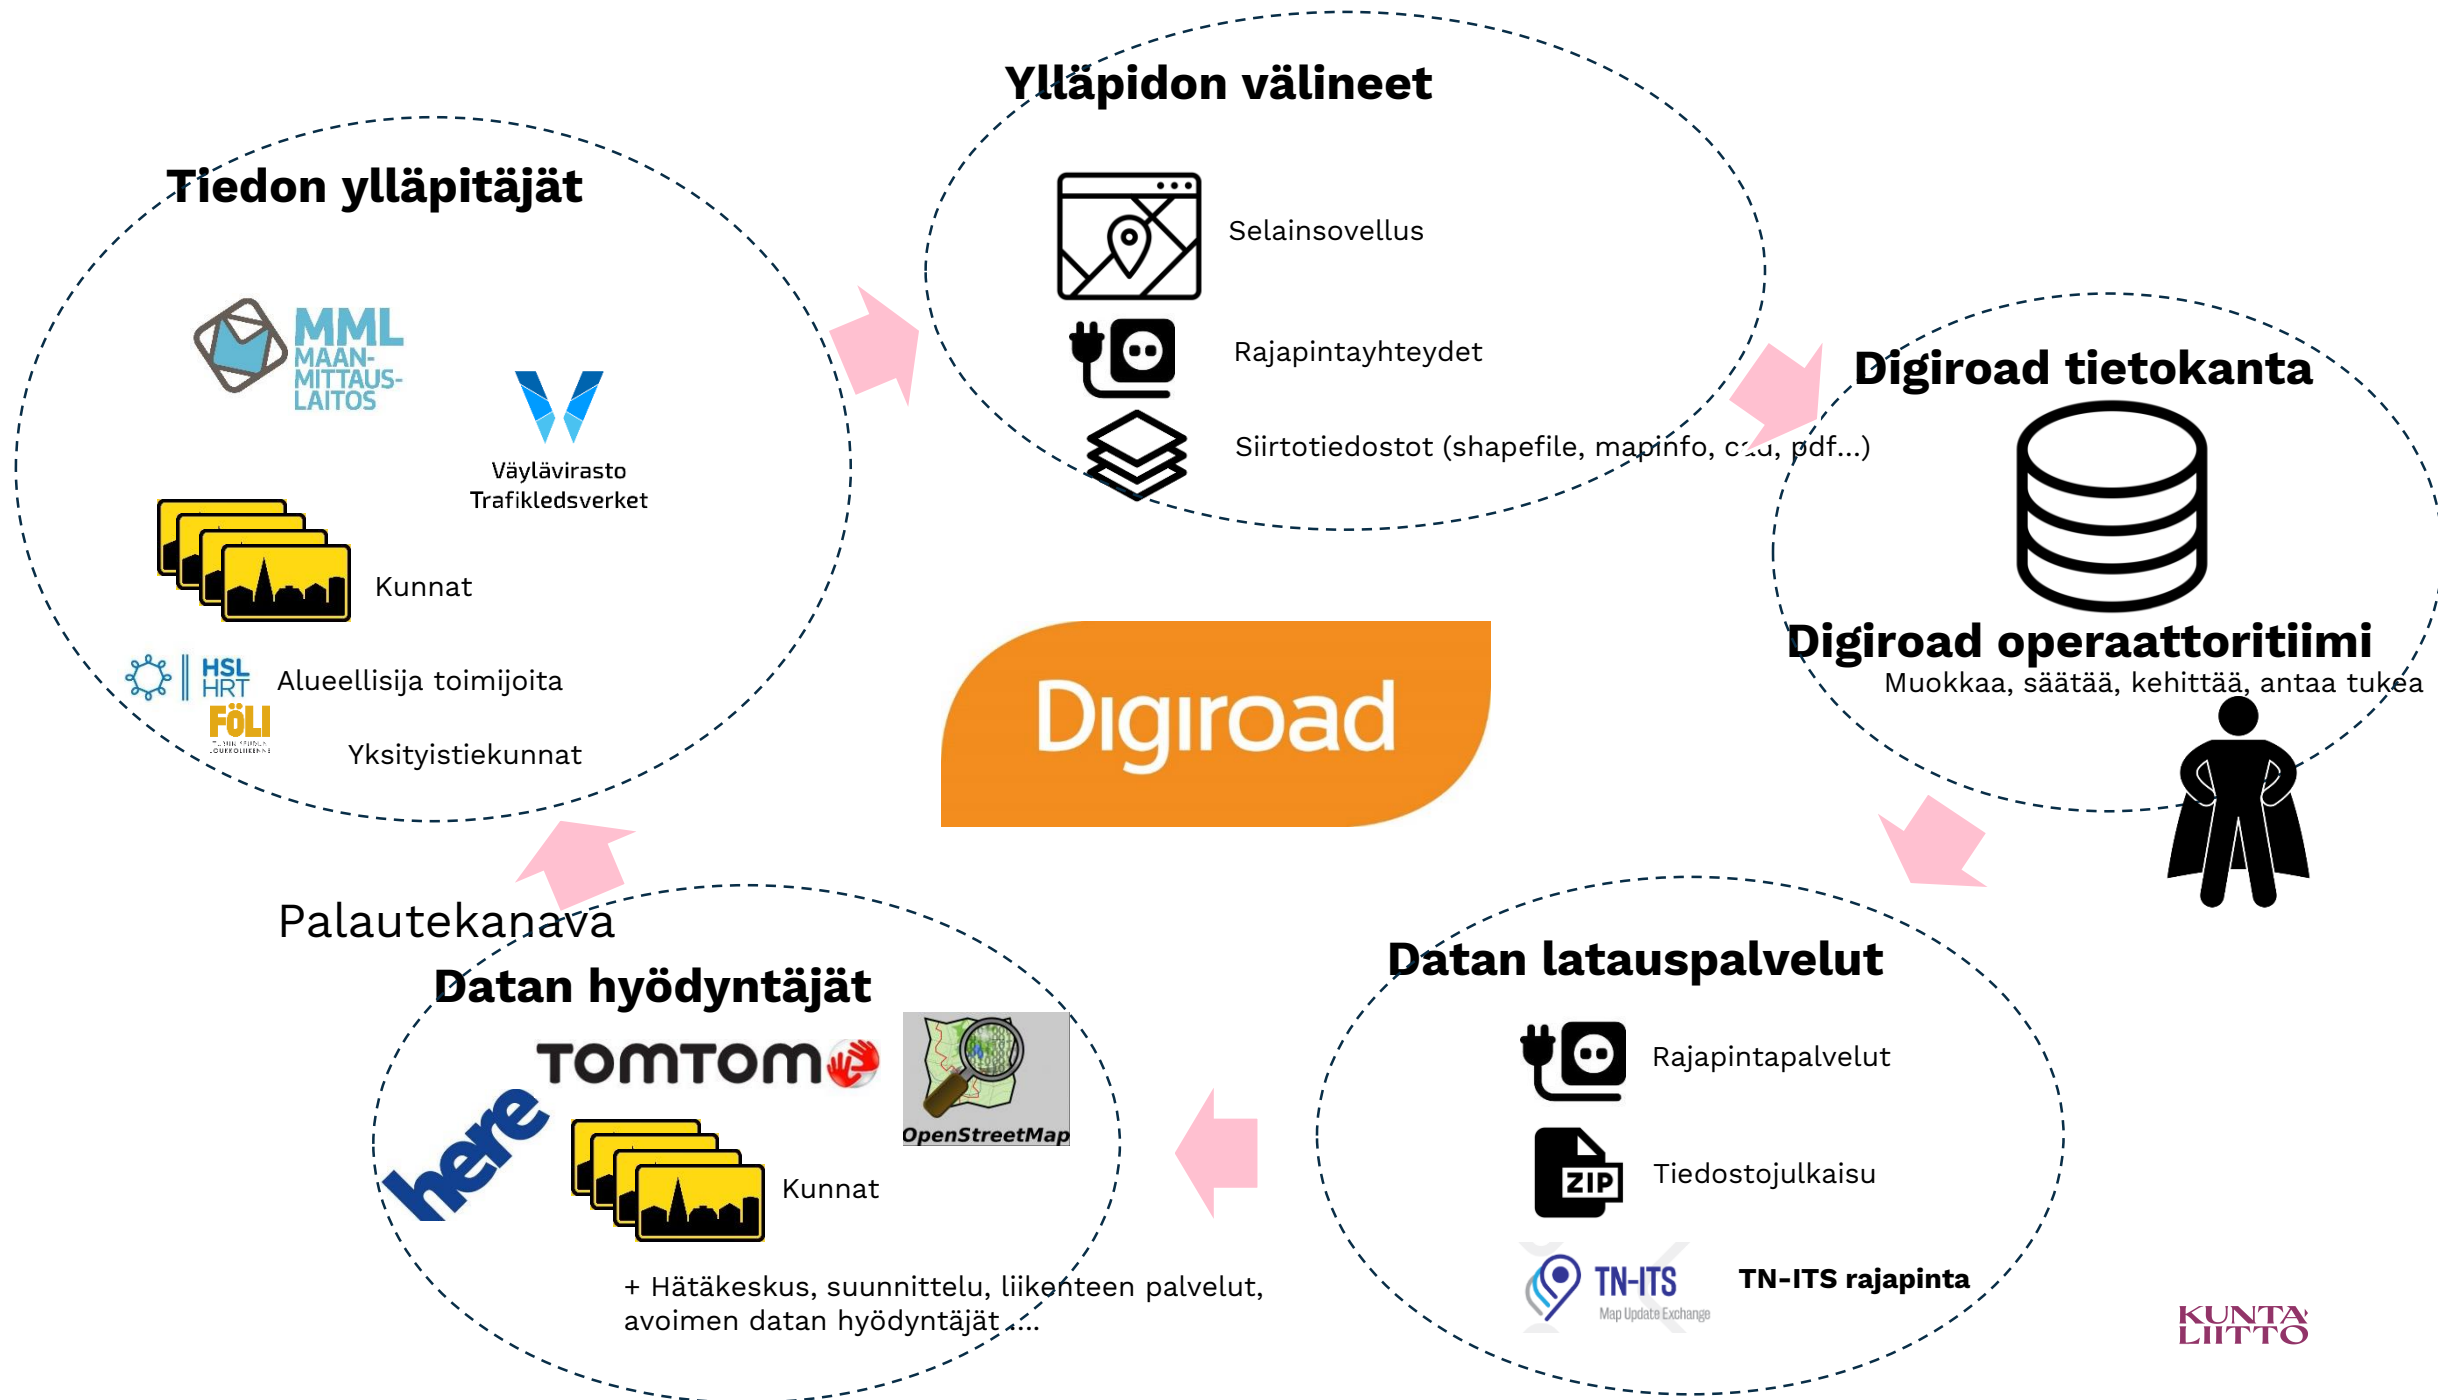 Tiedon ylläpitäjät
MML
MAAN-
MITTAUS-
LAITOS
Väylävirasto
Trafikledsverket
Kunnat
HSL
HRT
Alueellisija toimijoita
FÖLI
Yksityistiekunnat
Ylläpidon välineet
Selainsovellus
Rajapintayhteydet
Siirtotiedostot (shapefile, mapinfo, cad, pdf...)
Digiroad tietokanta
Digiroad operaattoritiimi
Muokkaa, säätää, kehittää, antaa tukea
Digiroad
Datan latauspalvelut
Rajapintapalvelut
ZIP
Tiedostojulkaisu
TN-ITS
Map Update Exchange
TN-ITS rajapinta
Palautekanava
Datan hyödyntäjät
TOMTOM
OpenStreetMap
here
Kunnat
+ Hätäkeskus, suunnittelu, liikenteen palvelut,
avoimen datan hyödyntäjät ....
KUNTA
LIITTO